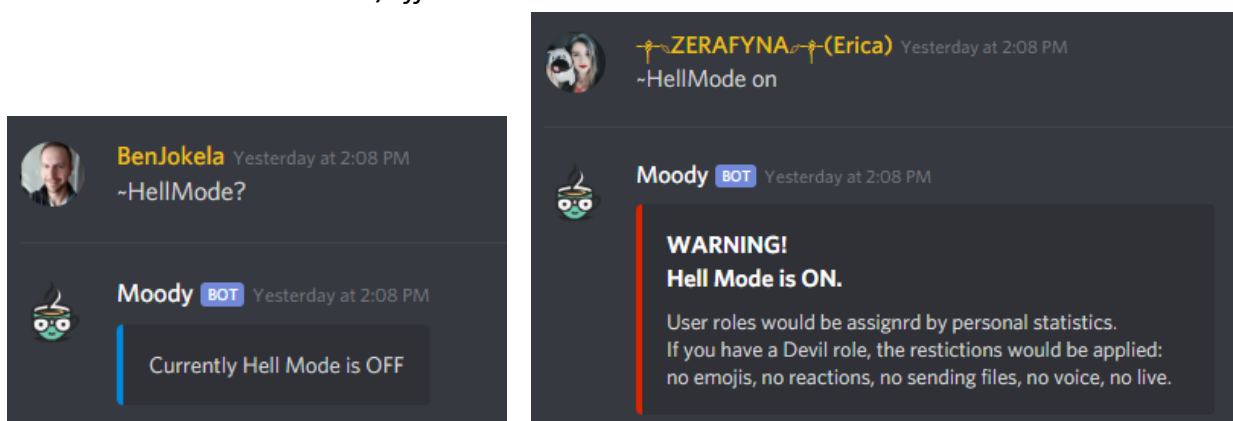 BenJokela Yesterday at 2:08 PM
~HellMode?
Moody BOT Yesterday at 2:08 PM
Currently Hell Mode is OFF
ZERAFYNA (Erica) Yesterday at 2:08 PM
~HellMode on
Moody BOT Yesterday at 2:08 PM
WARNING!
Hell Mode is ON.
User roles would be assignrd by personal statistics.
If you have a Devil role, the restictions would be applied:
no emojis, no reactions, no sending files, no voice, no live.